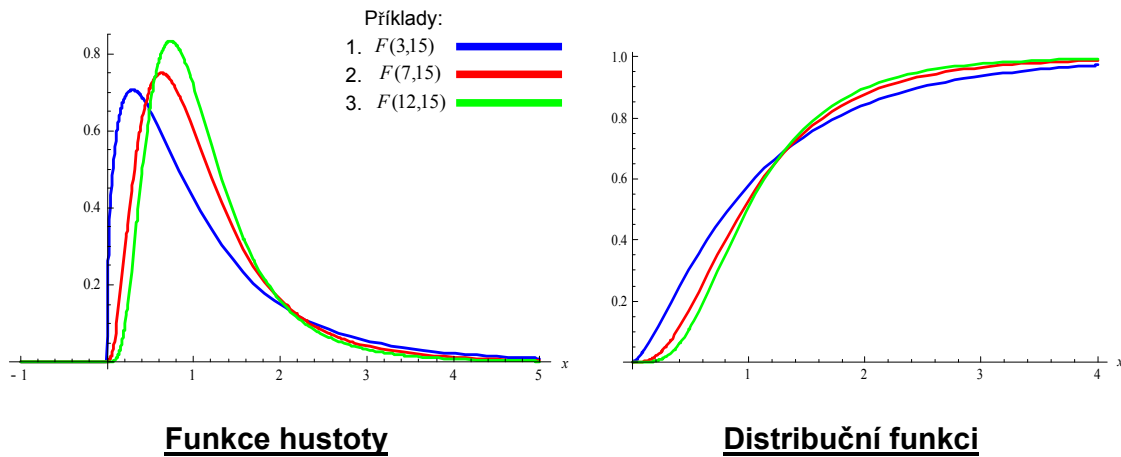 Příklady:
1. F(3,15)
2. F(7,15)
3. F(12,15)
0.8
0.6
0.4
0.2
-1 0 1 2 3 4 5 x
1.0
0.8
0.6
0.4
0.2
0 1 2 3 4 x
Funkce hustoty
Distribuční funkci